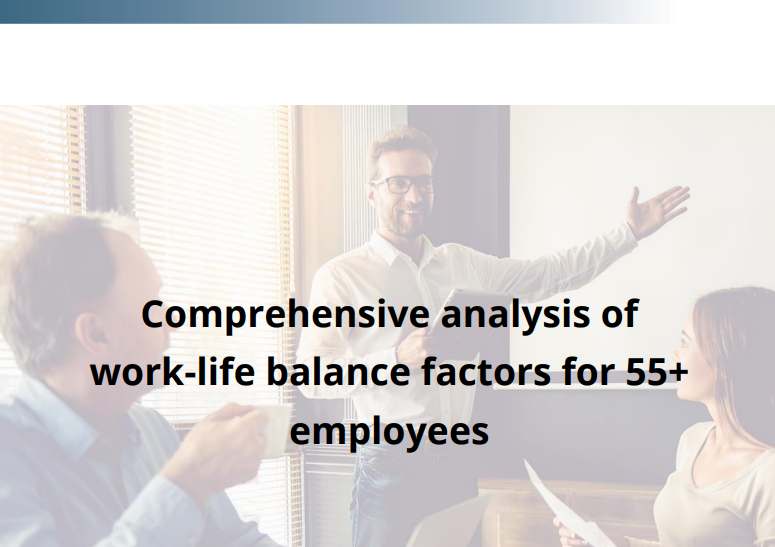 Comprehensive analysis of
work-life balance factors for 55+
employees